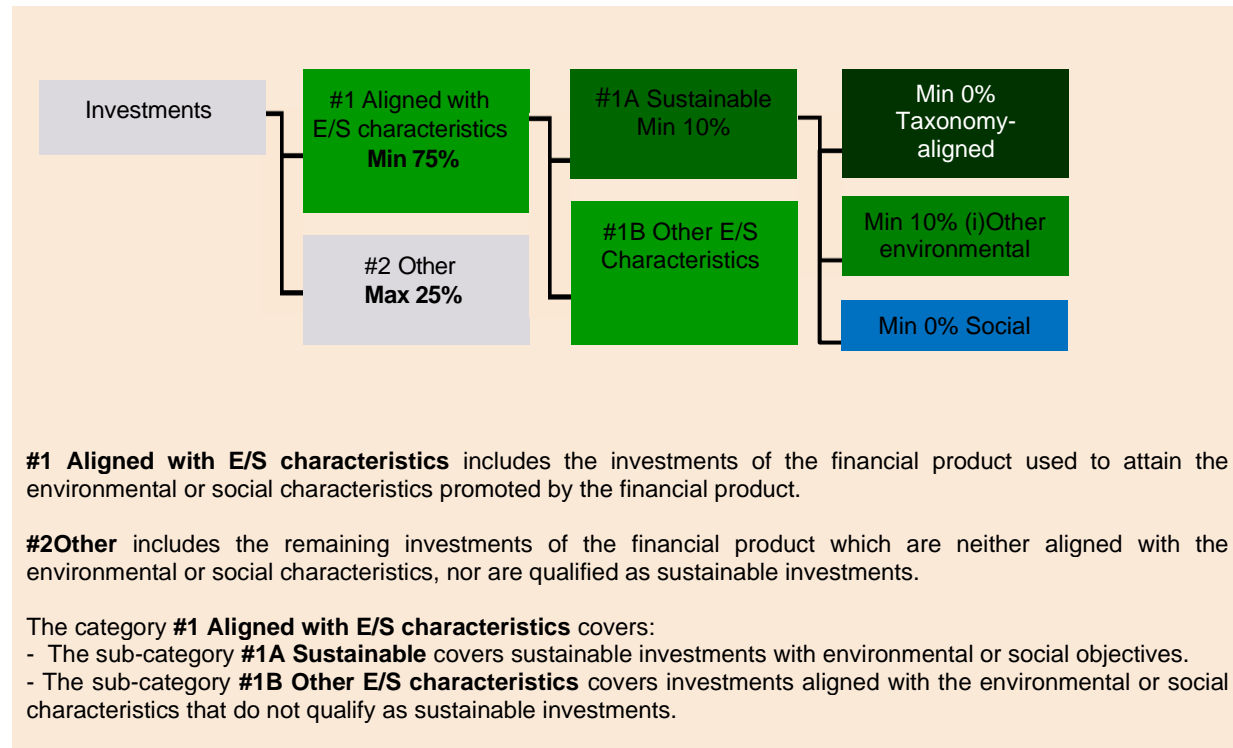 Investments
#1 Aligned with
E/S characteristics
Min 75%
#2 Other
Max 25%
#1A Sustainable
Min 10%
#1B Other E/S
Characteristics
Min 0%
Taxonomy-
aligned
Min 10% (i)Other
environmental
Min 0% Social
#1 Aligned with E/S characteristics includes the investments of the financial product used to attain the
environmental or social characteristics promoted by the financial product.
#2Other includes the remaining investments of the financial product which are neither aligned with the
environmental or social characteristics, nor are qualified as sustainable investments.
The category #1 Aligned with E/S characteristics covers:
- The sub-category #1A Sustainable covers sustainable investments with environmental or social objectives.
- The sub-category #1B Other E/S characteristics covers investments aligned with the environmental or social
characteristics that do not qualify as sustainable investments.